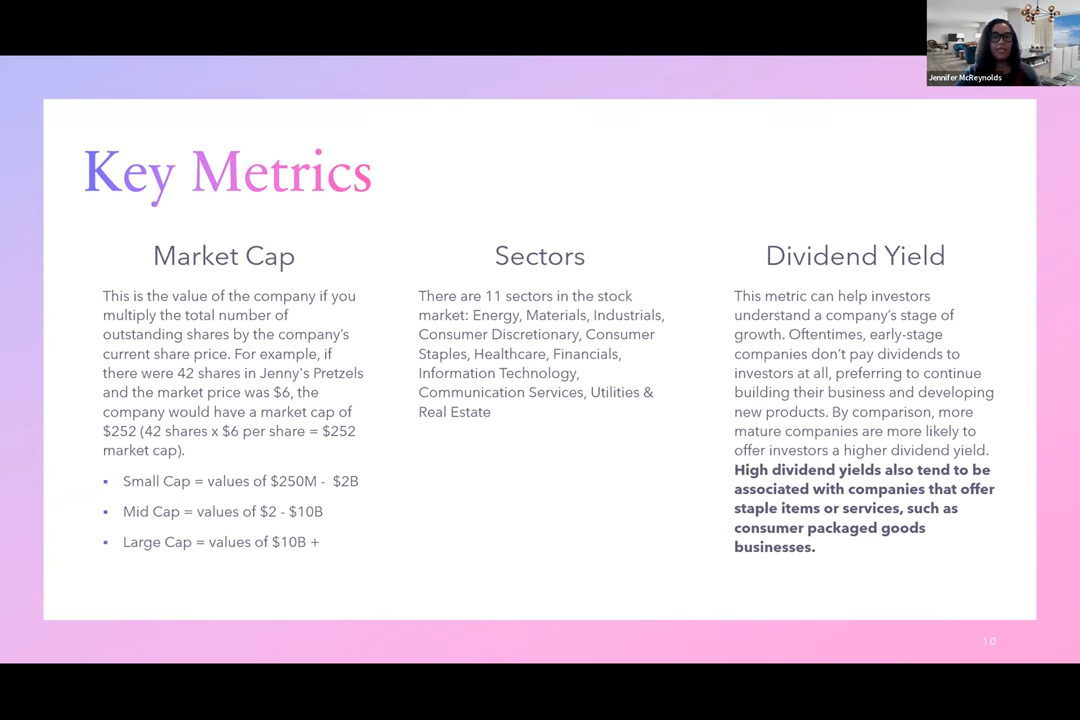 Jennifer McReynolds
Key Metrics
Market Cap
This is the value of the company if you
multiply the total number of
outstanding shares by the company’s
current share price. For example, if
there were 42 shares in Jenny's Pretzels
and the market price was $6, the
company would have a market cap of
$252 (42 shares x $6 per share = $252
market cap).
▪ Small Cap = values of $250M - $2B
▪ Mid Cap = values of $2 - $10B
▪ Large Cap = values of $10B +
Sectors
There are 11 sectors in the stock
market: Energy, Materials, Industrials,
Consumer Discretionary, Consumer
Staples, Healthcare, Financials,
Information Technology,
Communication Services, Utilities &
Real Estate
Dividend Yield
This metric can help investors
understand a company’s stage of
growth. Oftentimes, early-stage
companies don’t pay dividends to
investors at all, preferring to continue
building their business and developing
new products. By comparison, more
mature companies are more likely to
offer investors a higher dividend yield.
High dividend yields also tend to be
associated with companies that offer
staple items or services, such as
consumer packaged goods
businesses.
10